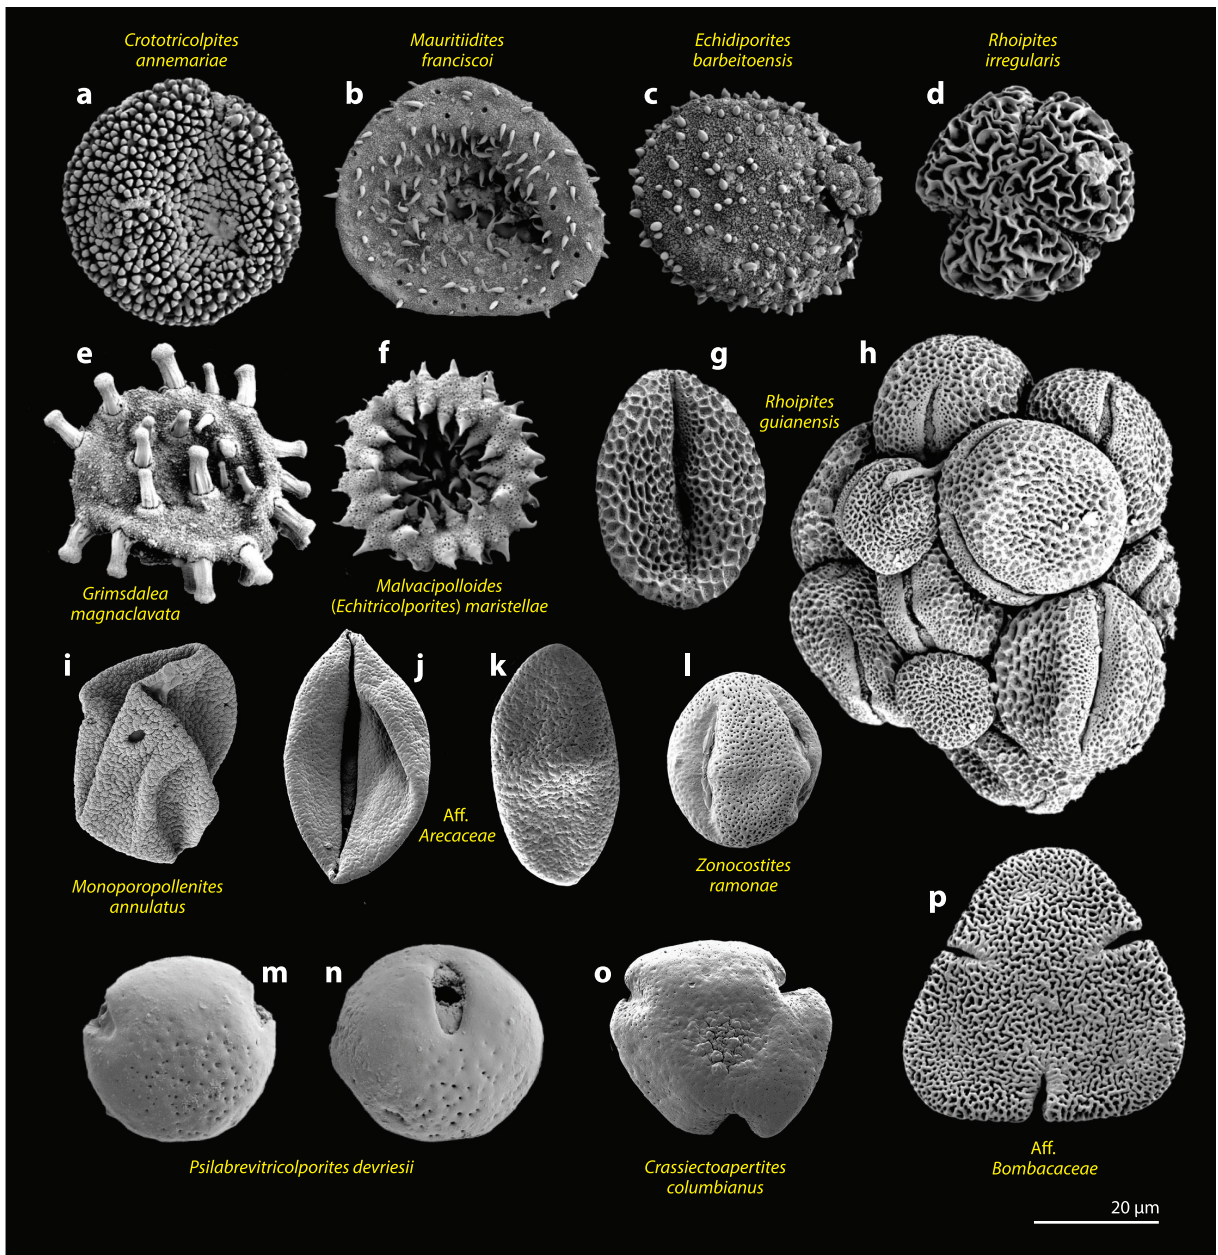 Crototricolpites
annemariae
Mauritiidites
franciscoi
Echidiporites
barbeitoensis
Rhoipites
irregularis
a
b
c
d
e
f
g
h
Rhoipites
guianensis
Grimsdalea
magnaclavata
Malvacipolloides
(Echitricolporites) maristellae
i
j
k
l
Aff.
Arecaceae
Monoporopollenites
annulatus
Zonocostites
ramonae
p
m
n
o
Psilabrevitricolporites devriesii
Crassiectoapertites
columbianus
Aff.
Bombacaceae
20 μm